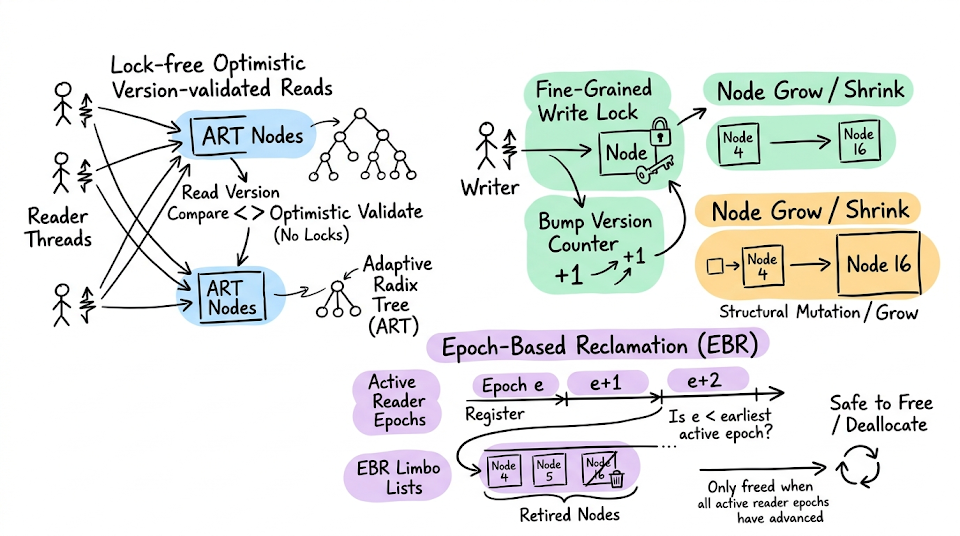 Lock-free Optimistic
Version-validated Reads
ART Nodes
Read Version
Compare <> Optimistic Validate
(No Locks)
Reader
Threads
ART
Nodes
Adaptive
Radix
Tree
(ART)
Fine-Grained
Write Lock
Node
Writer
Bump Version
Counter
+1
+1
Node Grow / Shrink
Node
4
Node
16
Node Grow / Shrink
Node
4
Node 16
Structural Mutation / Grow
Epoch-Based Reclamation (EBR)
Active
Reader
Epochs
Epoch e
e+1
e+2
Register
Is e < earliest
active epoch?
...
EBR Limbo
Lists
Node
4
Node
5
Node
16
Retired Nodes
Only freed when
all active reader epochs
have advanced
Safe to Free
/ Deallocate